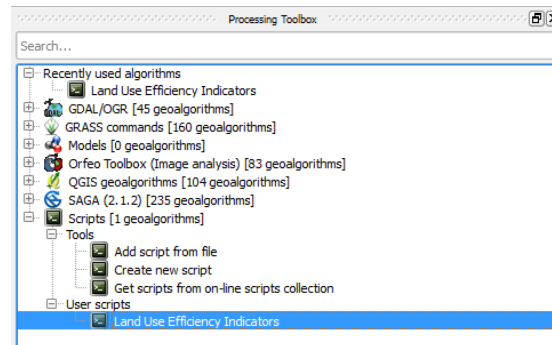 Processing Toolbox
Search...
Recently used algorithms
Land Use Efficiency Indicators
GDAL/OGR [45 geoalgorithms]
GRASS commands [160 geoalgorithms]
Models [0 geoalgorithms]
Orfeo Toolbox (Image analysis) [83 geoalgorithms]
QGIS geoalgorithms [104 geoalgorithms]
SAGA (2.1.2) [235 geoalgorithms]
Scripts [1 geoalgorithms]
Tools
Add script from file
Create new script
Get scripts from on-line scripts collection
User scripts
Land Use Efficiency Indicators